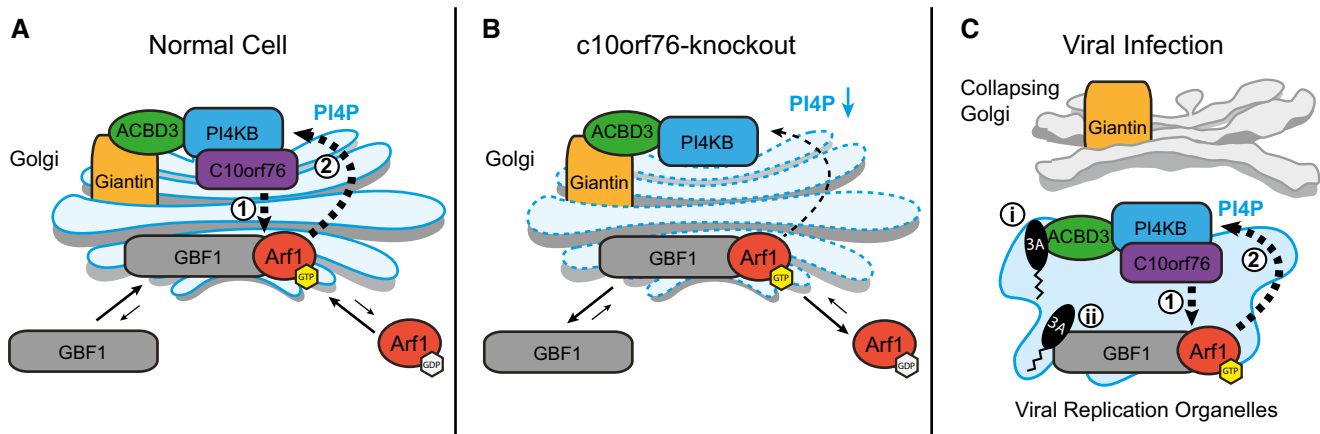 A
Normal Cell
PI4P
ACBD3
PI4KB
Golgi
C10orf76
2
Giantin
1
GBF1
Arf1
GTP
GBF1
Arf1
GDP
B
c10orf76-knockout
PI4P
ACBD3
PI4KB
Golgi
Giantin
GBF1
Arf1
GTP
GBF1
Arf1
GDP
C
Viral Infection
Collapsing
Golgi
Giantin
i
PI4P
3A
ACBD3
PI4KB
C10orf76
2
1
3A
ii
GBF1
Arf1
GTP
Viral Replication Organelles